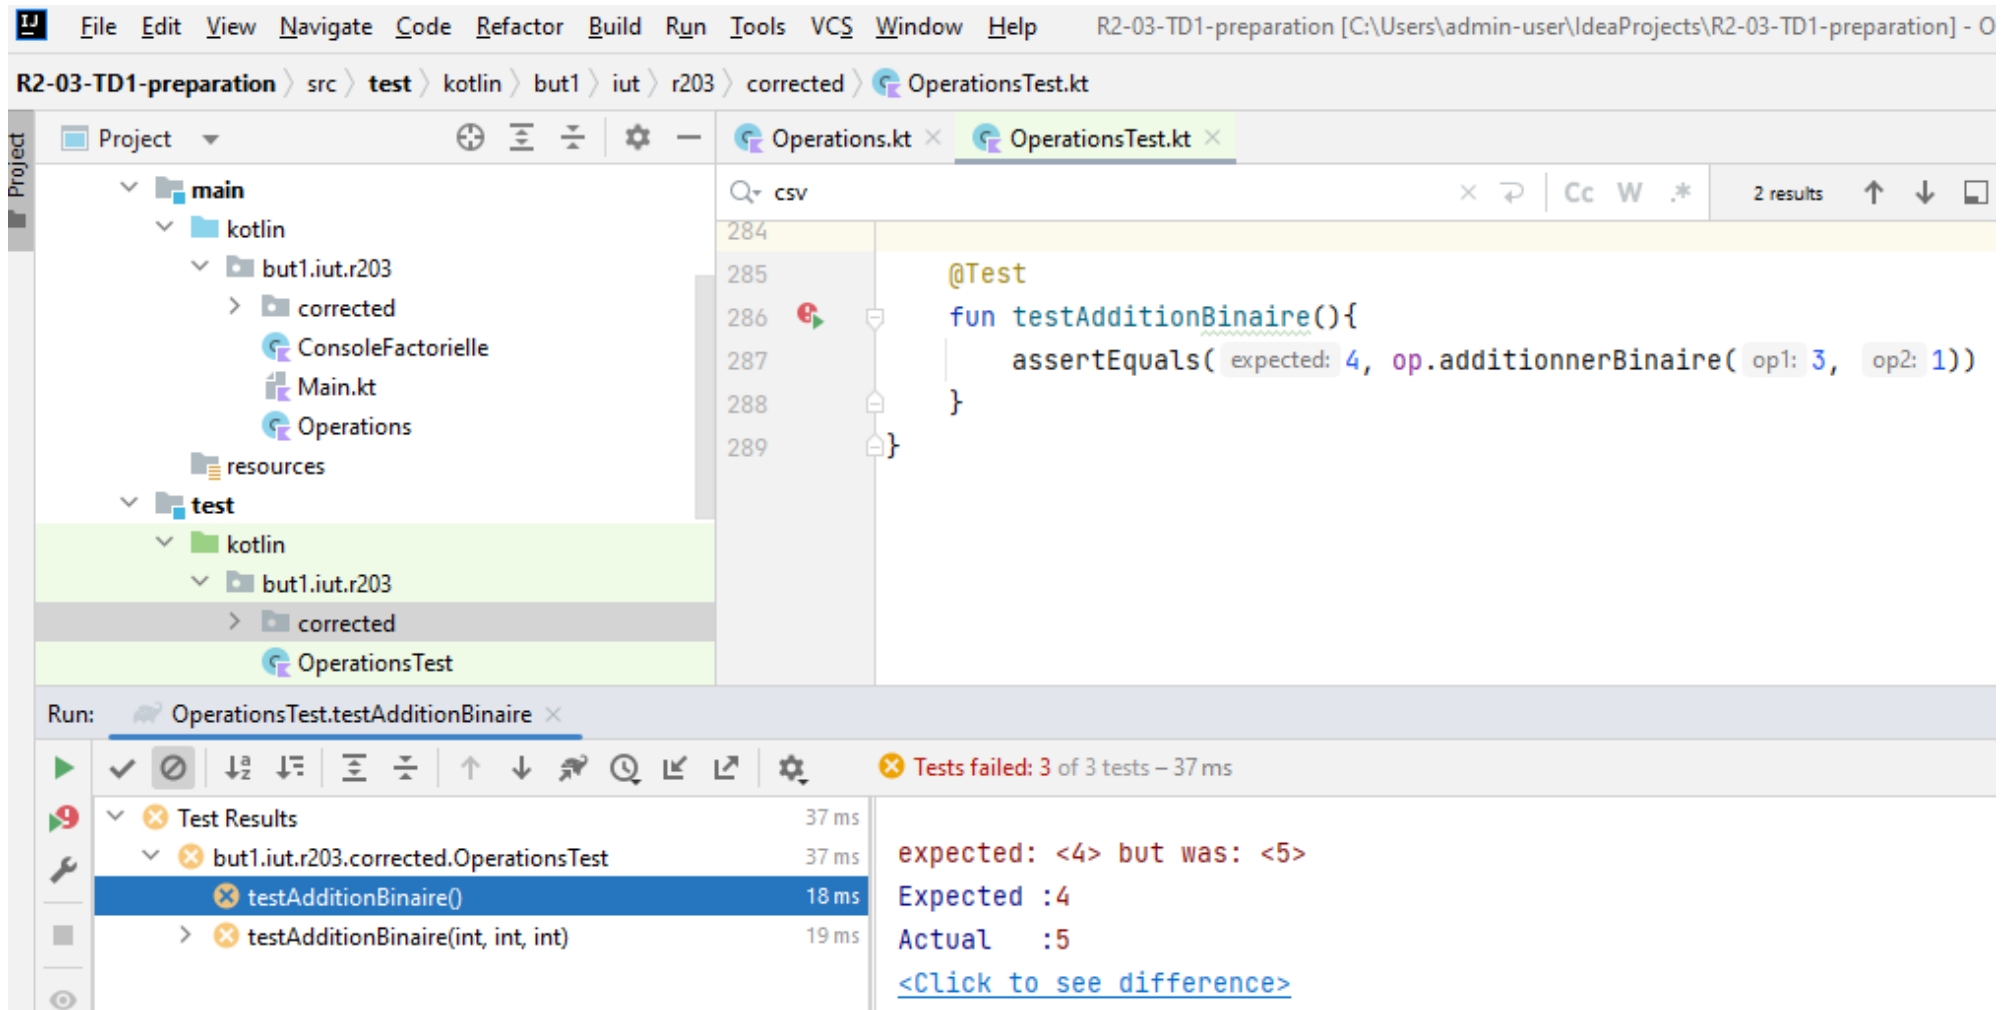 File Edit View Navigate Code Refactor Build Run Tools VCS Window Help R2-03-TD1-preparation [C:\Users\admin-user\IdeaProjects\R2-03-TD1-preparation] - O
R2-03-TD1-preparation src test kotlin but1 iut r203 corrected OperationsTest.kt
Project
Project
Operations.kt OperationsTest.kt
main
kotlin
but1.iut.r203
corrected
ConsoleFactorielle
Main.kt
Operations
resources
test
kotlin
but1.iut.r203
corrected
OperationsTest
csv Cc W .* 2 results
284
285 @Test
286 fun testAdditionBinaire(){
287 assertEquals( expected: 4, op.additionnerBinaire( op1: 3, op2: 1))
288 }
289 }
Run: OperationsTest.testAdditionBinaire
Tests failed: 3 of 3 tests – 37 ms
Test Results 37 ms
but1.iut.r203.corrected.OperationsTest 37 ms
testAdditionBinaire() 18 ms
testAdditionBinaire(int, int, int) 19 ms
expected: <4> but was: <5>
Expected :4
Actual :5
<Click to see difference>